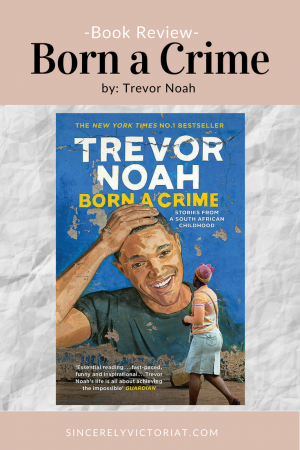 -Book Review-
Born a Crime
by: Trevor Noah
THE NEW YORK TIMES NO.1 BESTSELLER
TREVOR
NOAH
BORN A CRIME
STORIES FROM
A SOUTH AFRICAN
CHILDHOOD
'Essential reading ... fast-paced,
funny and inspirational... Trevor
Noah's life is all about achieving
the impossible' GUARDIAN
SINCERELYVICTORIAT.COM